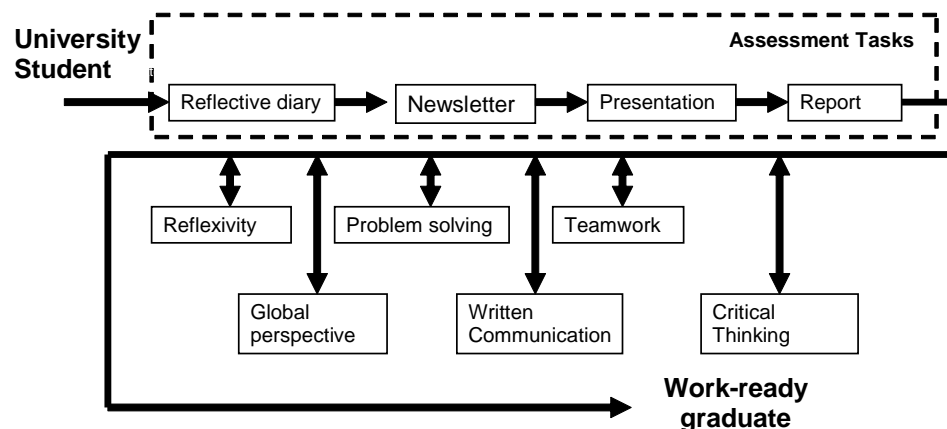 University
Student
Assessment Tasks
Reflective diary
Newsletter
Presentation
Report
Reflexivity
Problem solving
Teamwork
Global
perspective
Written
Communication
Critical
Thinking
Work-ready
graduate